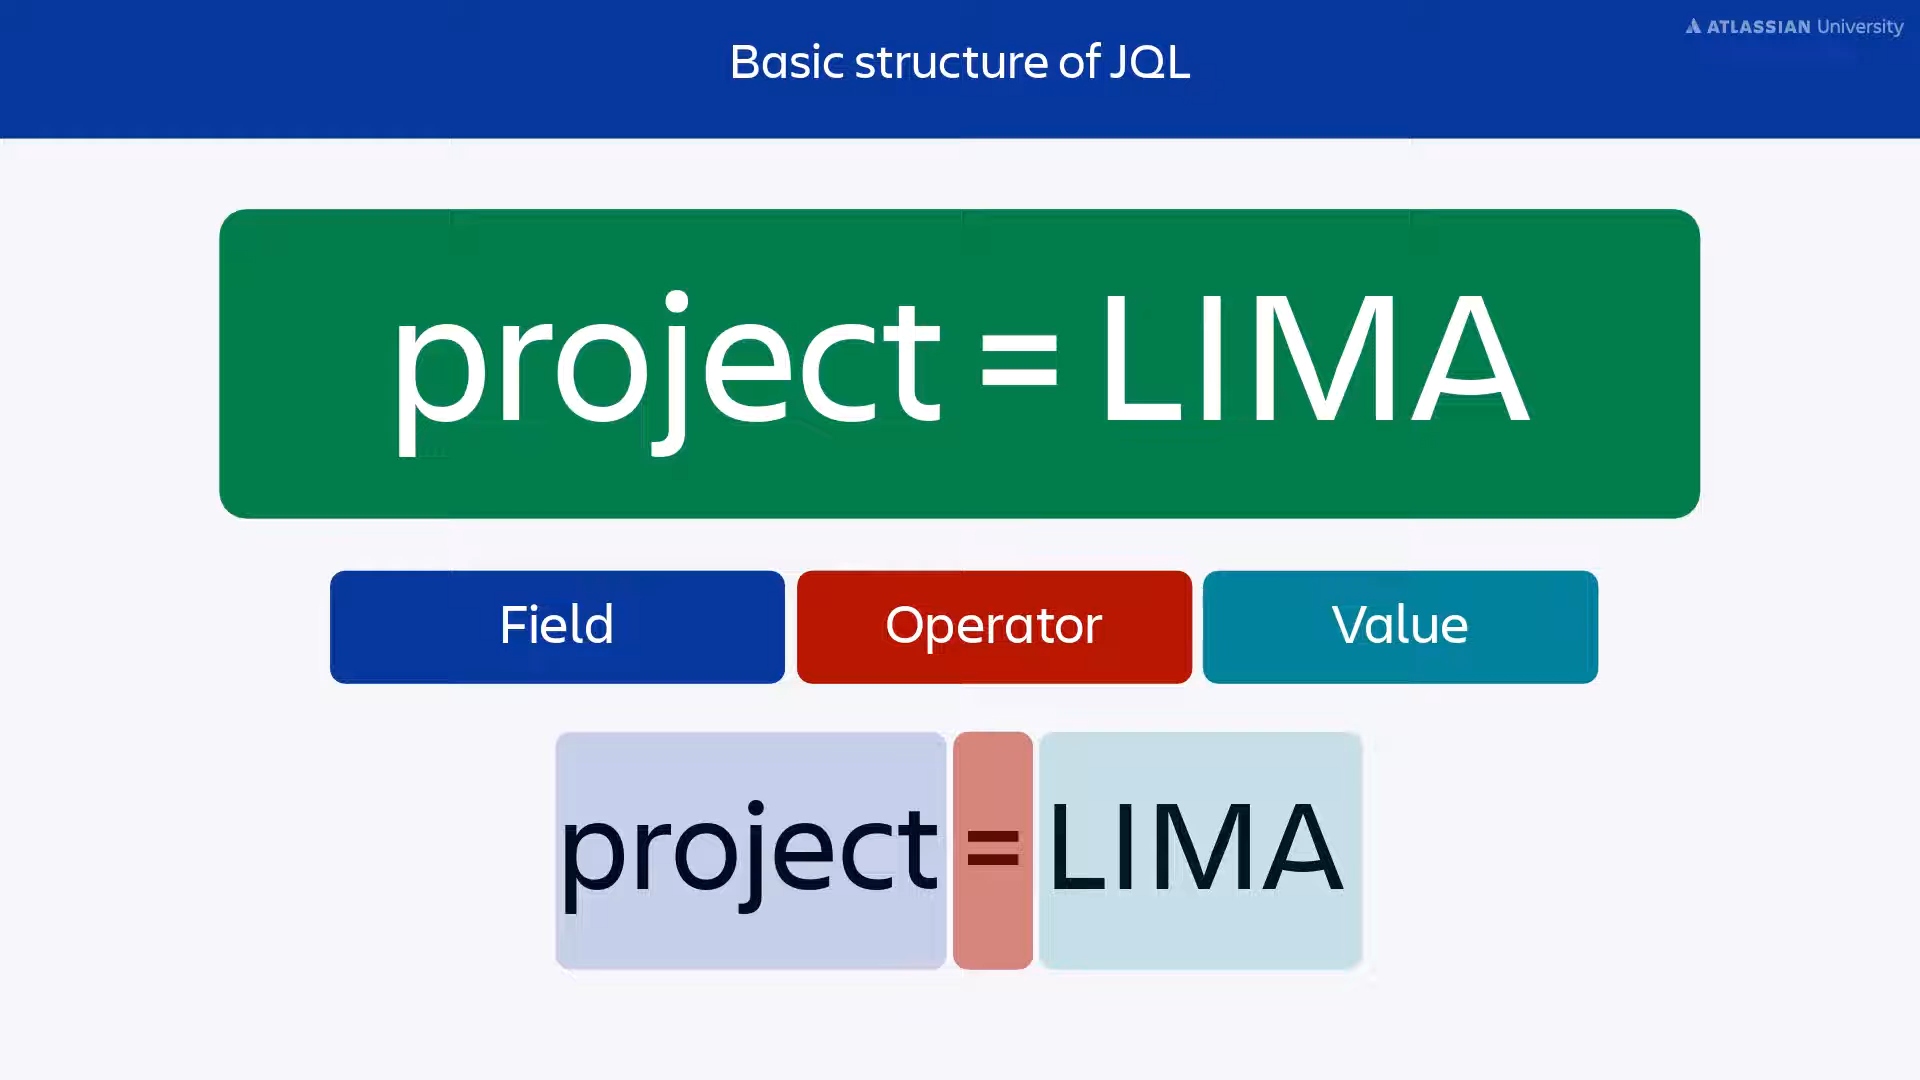 ATLASSIAN University
Basic structure of JQL
project = LIMA
Field Operator Value
project = LIMA